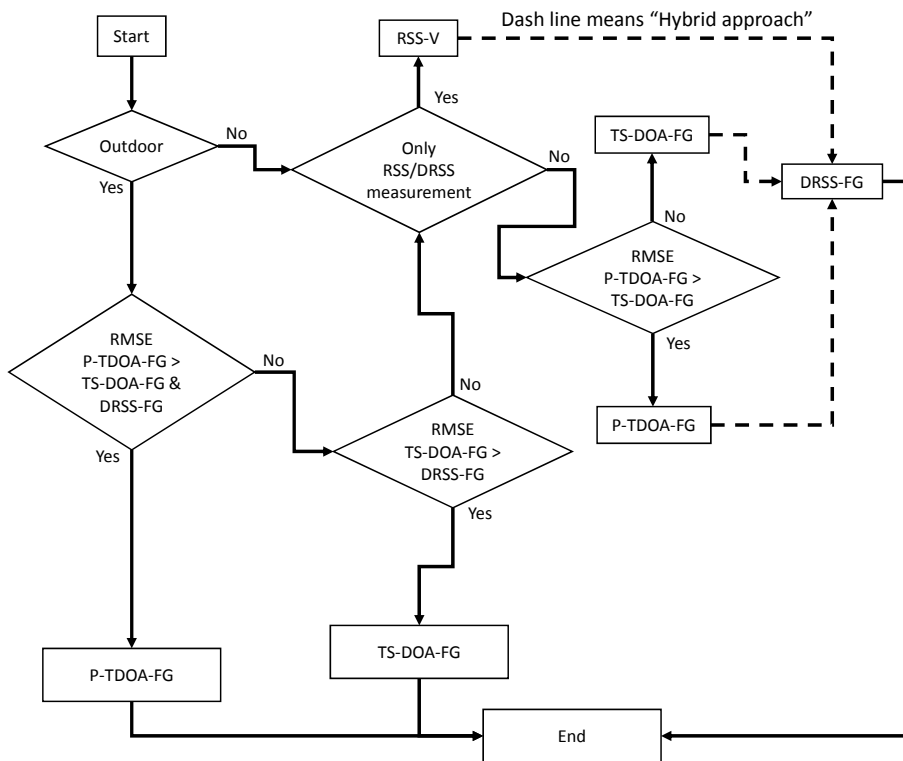 Dash line means “Hybrid approach”
Start
RSS-V
Yes
Outdoor
No
Yes
Only
RSS/DRSS
measurement
No
TS-DOA-FG
DRSS-FG
No
RMSE
P-TDOA-FG >
TS-DOA-FG
Yes
P-TDOA-FG
RMSE
P-TDOA-FG >
TS-DOA-FG &
DRSS-FG
No
Yes
No
RMSE
TS-DOA-FG >
DRSS-FG
Yes
P-TDOA-FG
TS-DOA-FG
End